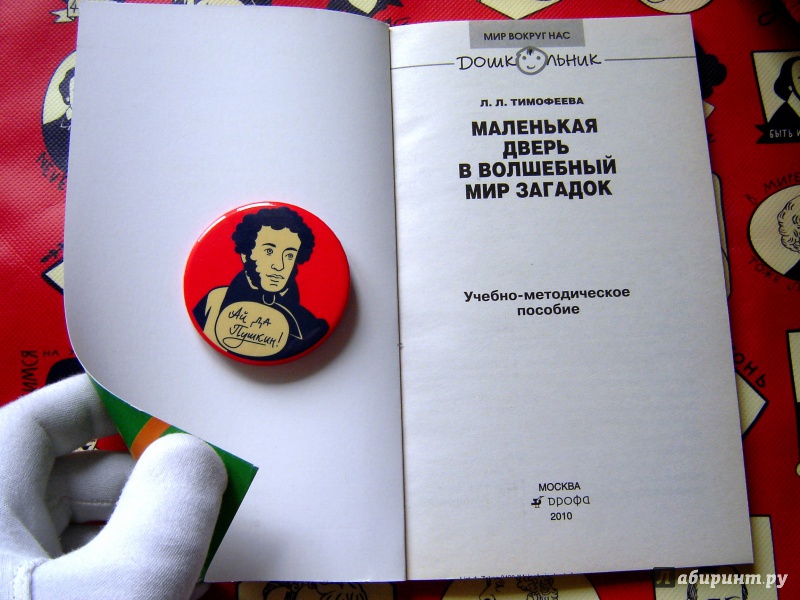 МИР ВОКРУГ НАС
ДОШКОЛЬНИК
Л. Л. ТИМОФЕЕВА
МАЛЕНЬКАЯ
ДВЕРЬ
В ВОЛШЕБНЫЙ
МИР ЗАГАДОК
Учебно-методическое
пособие
МОСКВА
дрофа
2010
Ай да
Пушкин!
БЫТЬ И
Лабиринт.ру